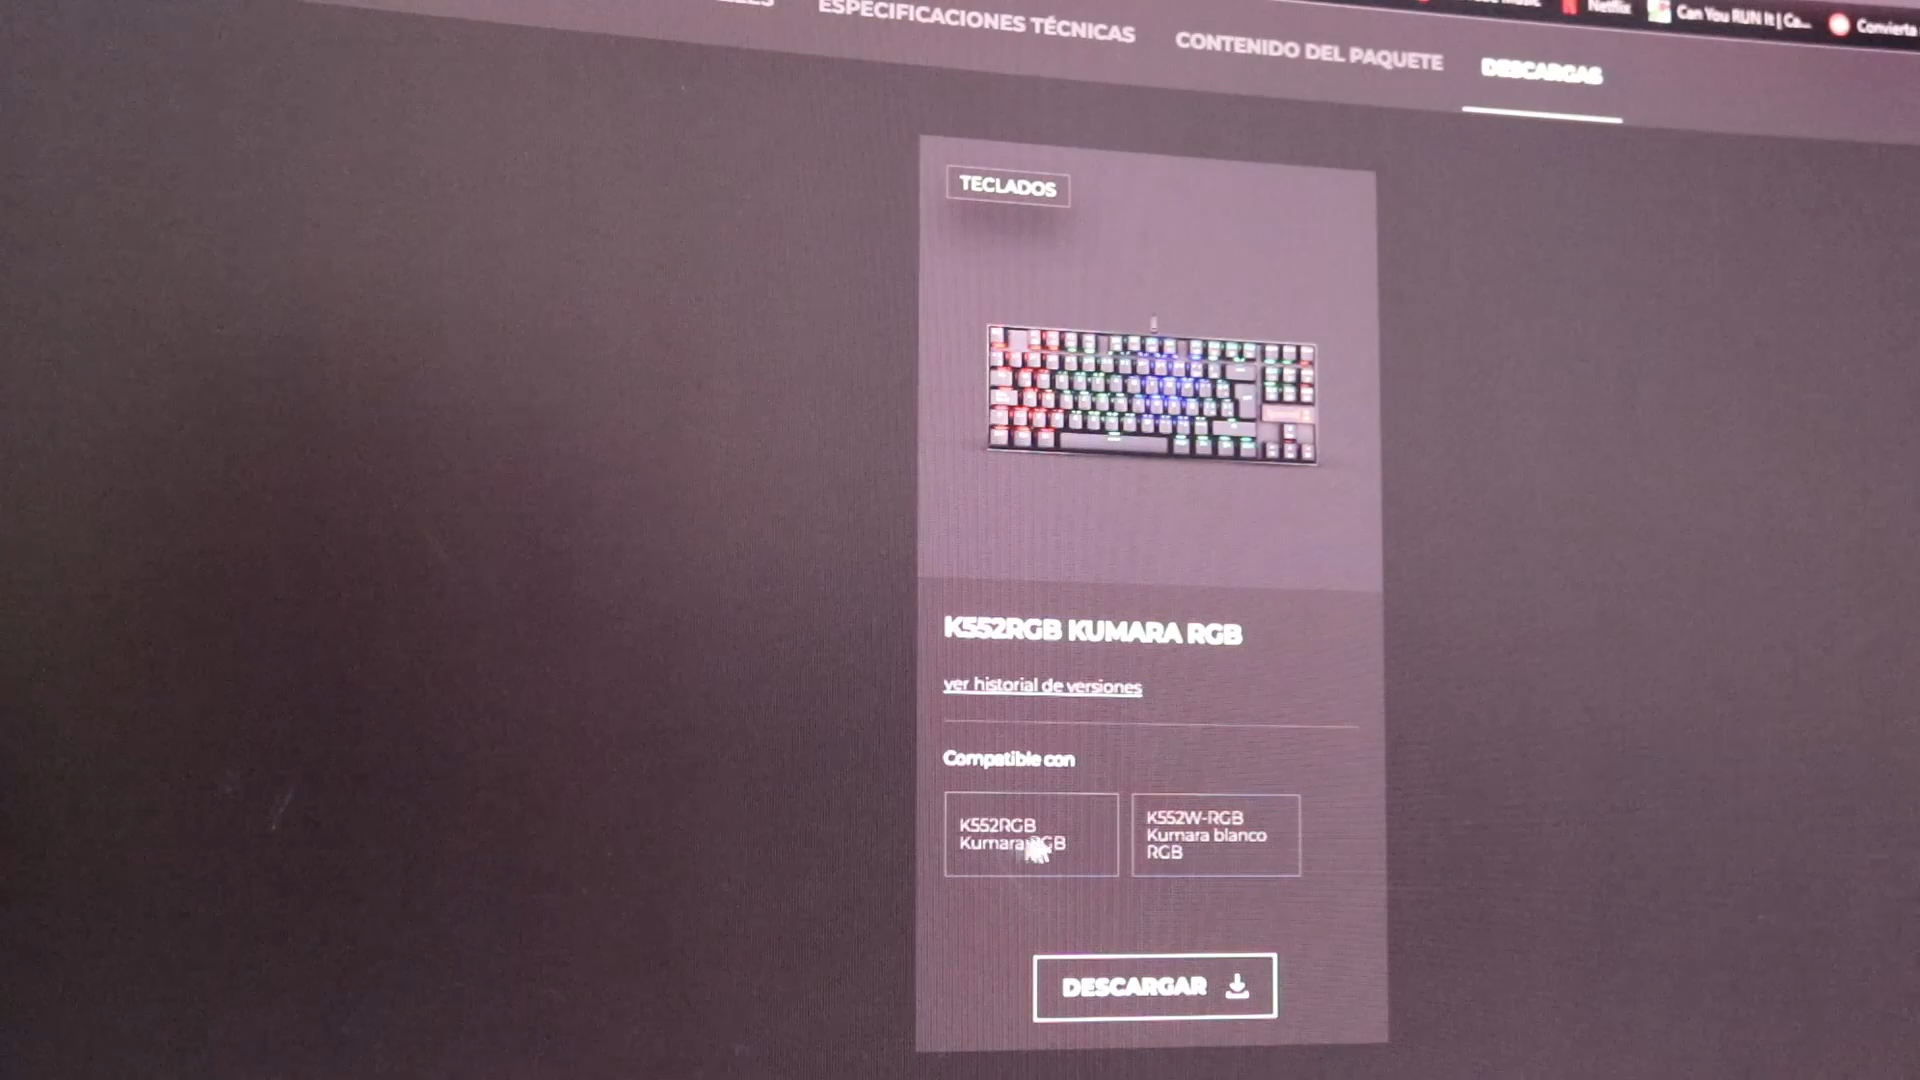 Netflix
Can You RUN It | Ca...
Convierta
ESPECIFICACIONES TÉCNICAS
CONTENIDO DEL PAQUETE
DESCARGAS
TECLADOS
K552RGB KUMARA RGB
ver historial de versiones
Compatible con
K552RGB
Kumara RGB
K552W-RGB
Kumara blanco
RGB
DESCARGAR